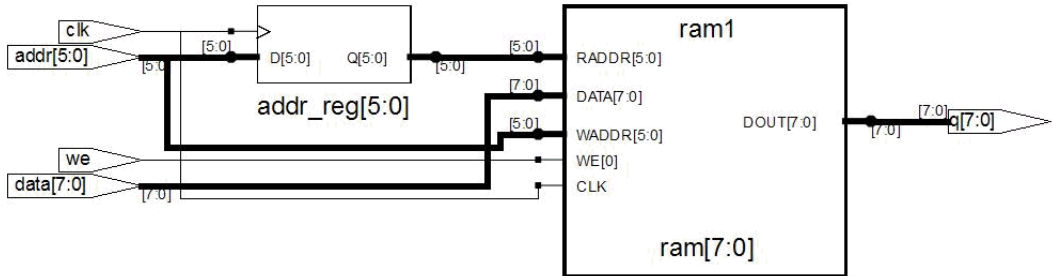 clk
addr[5:0]
[5:0]
[5:0]
D[5:0]
Q[5:0]
[5:0]
addr_reg[5:0]
we
data[7:0]
[7:0]
ram1
[5:0]
RADDR[5:0]
[7:0]
DATA[7:0]
[5:0]
WADDR[5:0]
WE[0]
CLK
DOUT[7:0]
ram[7:0]
[7:0]
[7:0]
q[7:0]